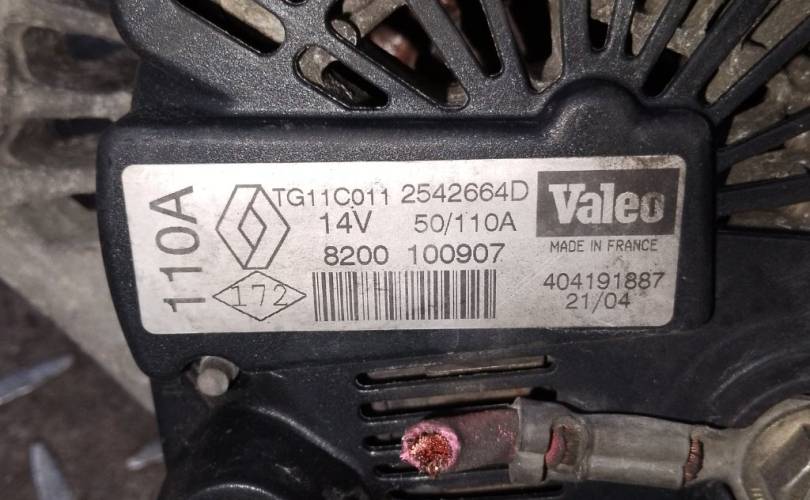 110A
TG11C011 2542664D
14V 50/110A
8200 100907
172
Valeo
MADE IN FRANCE
404191887
21/04